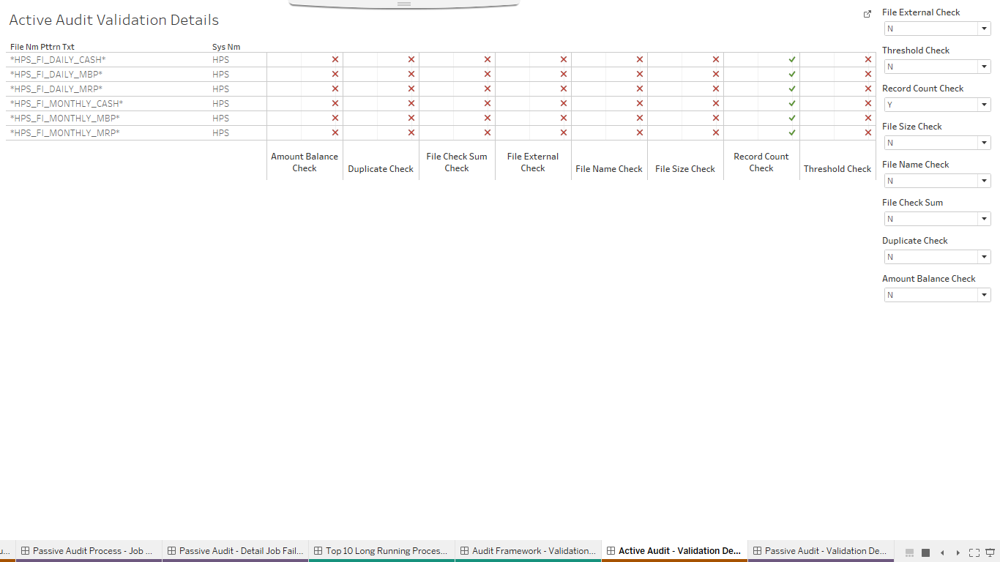 Active Audit Validation Details
File Nm Pttrn Txt Sys Nm
*HPS_FI_DAILY_CASH* HPS
*HPS_FI_DAILY_MBP* HPS
*HPS_FI_DAILY_MRP* HPS
*HPS_FI_MONTHLY_CASH* HPS
*HPS_FI_MONTHLY_MBP* HPS
*HPS_FI_MONTHLY_MRP* HPS
Amount Balance
Check
Duplicate Check
File Check Sum
Check
File External
Check
File Name Check
File Size Check
Record Count
Check
Threshold Check
File External Check
N
Threshold Check
N
Record Count Check
Y
File Size Check
N
File Name Check
N
File Check Sum
N
Duplicate Check
N
Amount Balance Check
N
Passive Audit Process - Job ...
Passive Audit - Detail Job Fail...
Top 10 Long Running Proces...
Audit Framework - Validation...
Active Audit - Validation De...
Passive Audit - Validation De...